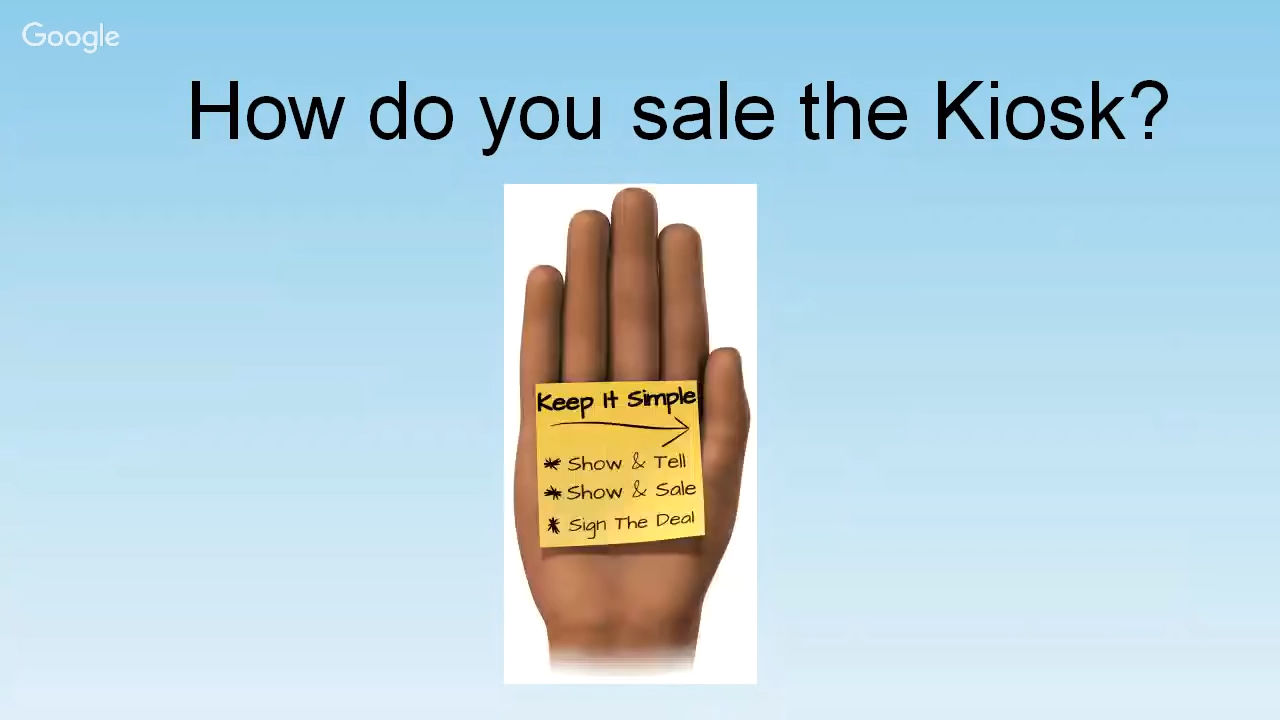 Google
How do you sale the Kiosk?
Keep It Simple
Show & Tell
Show & Sale
Sign The Deal